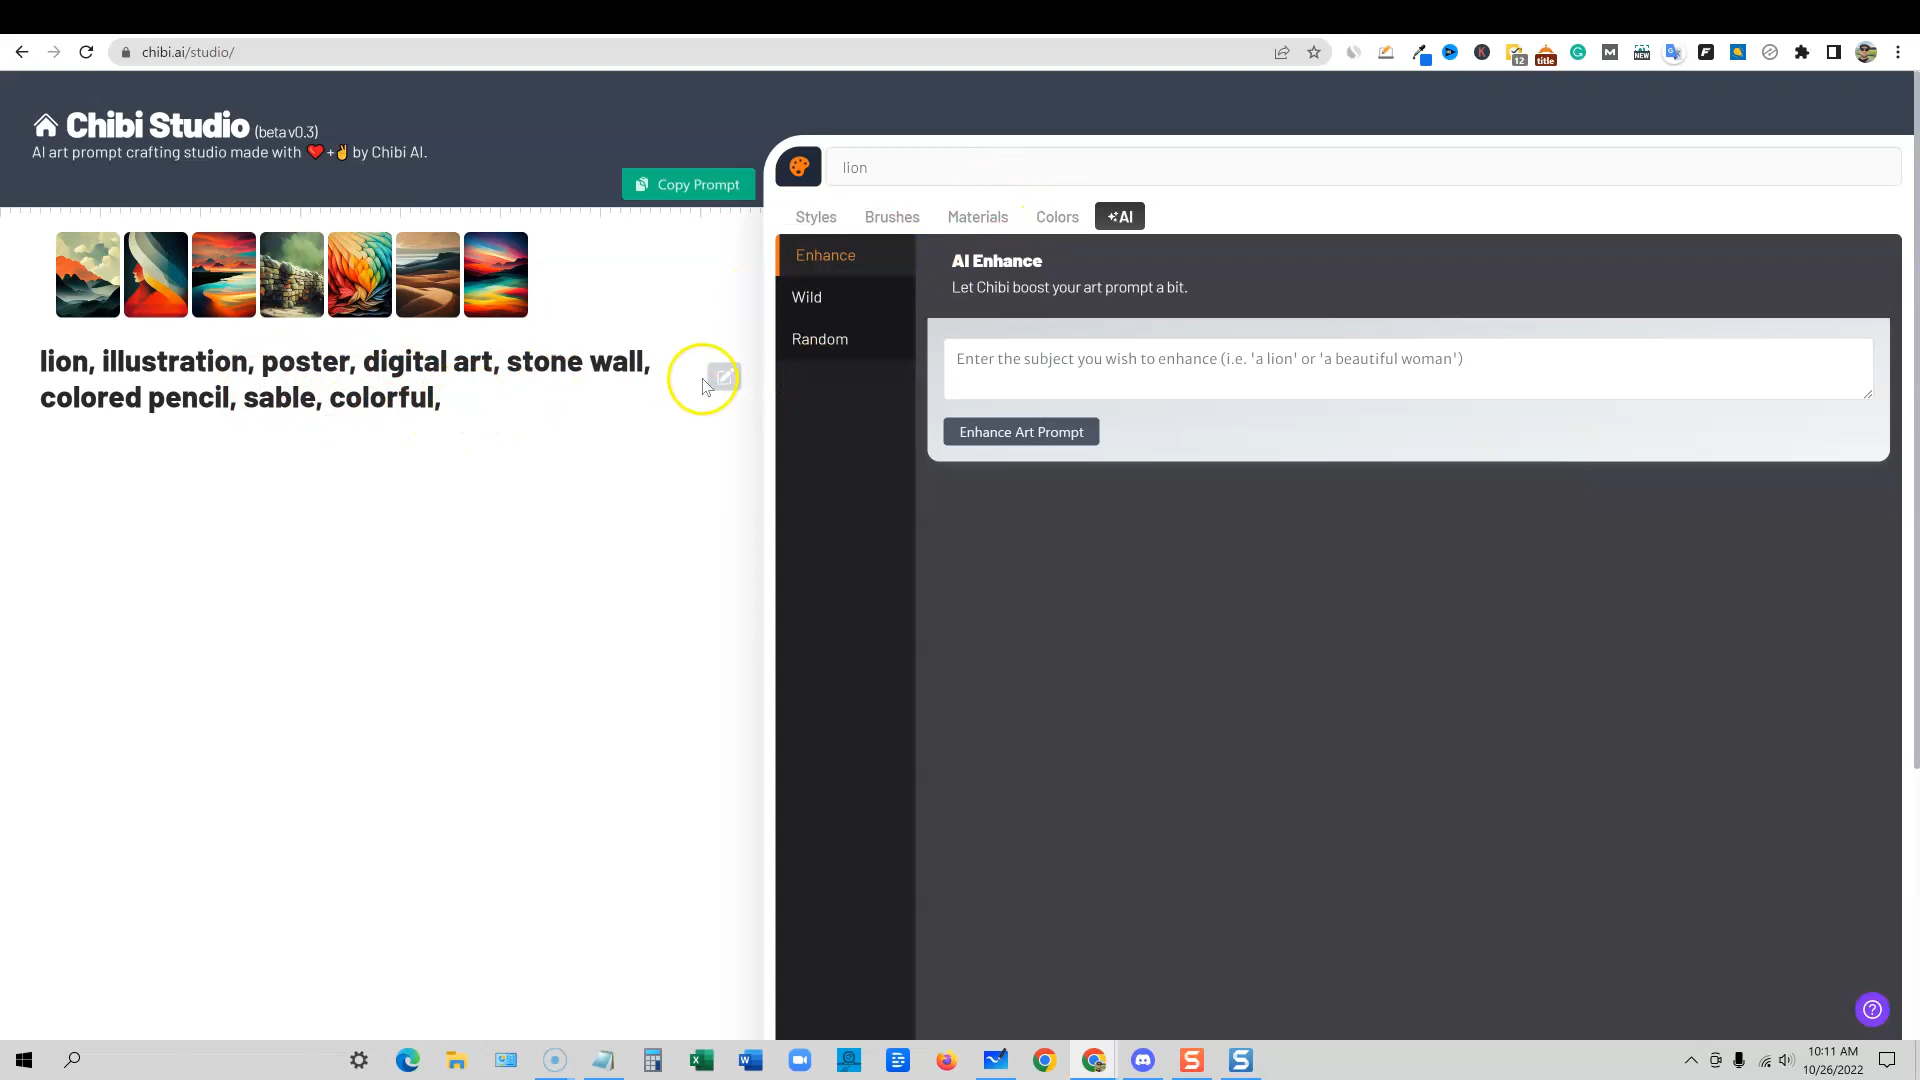 chibi.ai/studio/
12
title
NEW
Chibi Studio (beta v0.3)
AI art prompt crafting studio made with ❤️+✌️ by Chibi AI.
Copy Prompt
lion
Styles
Brushes
Materials
Colors
AI
lion, illustration, poster, digital art, stone wall,
colored pencil, sable, colorful,
Enhance
Wild
Random
AI Enhance
Let Chibi boost your art prompt a bit.
Enter the subject you wish to enhance (i.e. 'a lion' or 'a beautiful woman')
Enhance Art Prompt
10:11 AM
10/26/2022